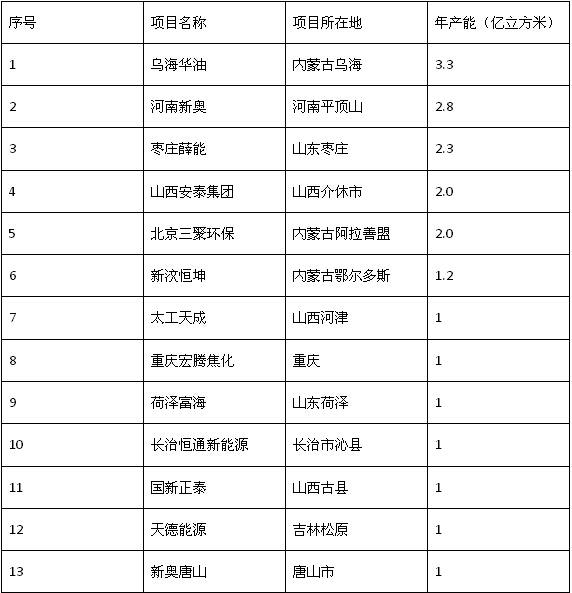 序号 项目名称 项目所在地 年产能（亿立方米）
1 乌海华油 内蒙古乌海 3.3
2 河南新奥 河南平顶山 2.8
3 枣庄薛能 山东枣庄 2.3
4 山西安泰集团 山西介休市 2.0
5 北京三聚环保 内蒙古阿拉善盟 2.0
6 新汶恒坤 内蒙古鄂尔多斯 1.2
7 太工天成 山西河津 1
8 重庆宏腾焦化 重庆 1
9 荷泽富海 山东荷泽 1
10 长治恒通新能源 长治市沁县 1
11 国新正泰 山西古县 1
12 天德能源 吉林松原 1
13 新奥唐山 唐山市 1